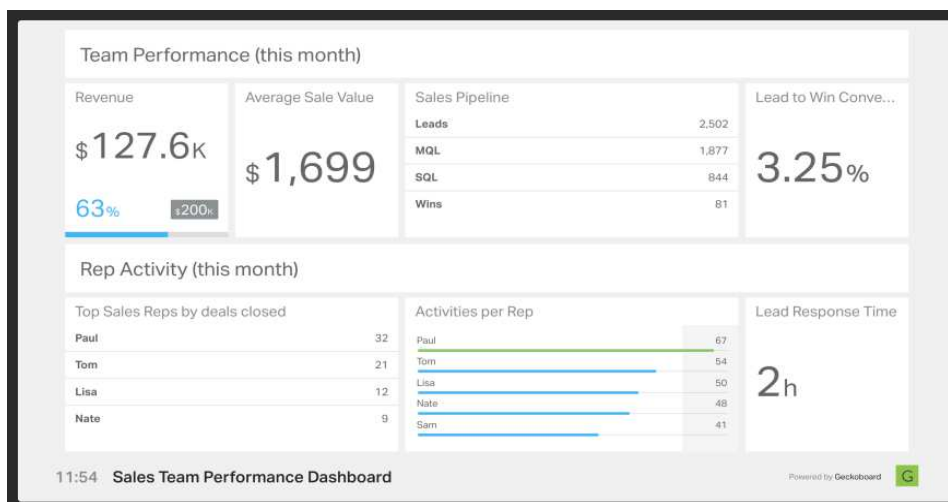 Team Performance (this month)
Revenue
$127.6K
63%
$200K
Average Sale Value
$1,699
Sales Pipeline
Leads 2,502
MQL 1,877
SQL 844
Wins 81
Lead to Win Conve...
3.25%
Rep Activity (this month)
Top Sales Reps by deals closed
Paul 32
Tom 21
Lisa 12
Nate 9
Activities per Rep
Paul 67
Tom 54
Lisa 50
Nate 48
Sam 41
Lead Response Time
2h
11:54 Sales Team Performance Dashboard
Powered by Geckoboard G